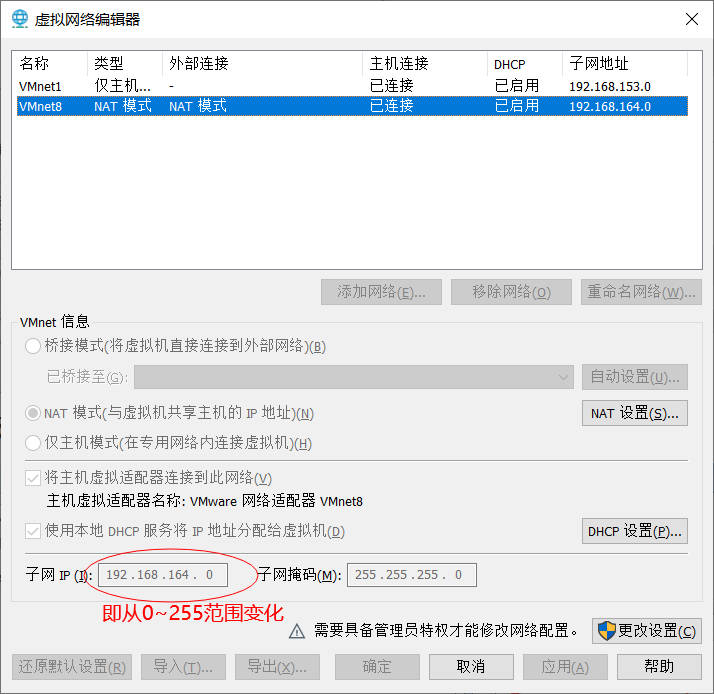 虚拟网络编辑器
名称 类型 外部连接 主机连接 DHCP 子网地址
VMnet1 仅主机... - 已连接 已启用 192.168.153.0
VMnet8 NAT 模式 NAT 模式 已连接 已启用 192.168.164.0
添加网络(E)... 移除网络(O) 重命名网络(W)...
VMnet 信息
桥接模式(将虚拟机直接连接到外部网络)(B)
已桥接至(G): 自动设置(U)...
NAT 模式(与虚拟机共享主机的 IP 地址)(N) NAT 设置(S)...
仅主机模式(在专用网络内连接虚拟机)(H)
将主机虚拟适配器连接到此网络(V)
主机虚拟适配器名称: VMware 网络适配器 VMnet8
使用本地 DHCP 服务将 IP 地址分配给虚拟机(D) DHCP 设置(P)...
子网 IP (I): 192 . 168 . 164 . 0 子网掩码(M): 255 . 255 . 255 . 0
即从0~255范围变化
需要具备管理员特权才能修改网络配置。 更改设置(C)
还原默认设置(R) 导入(T)... 导出(X)... 确定 取消 应用(A) 帮助